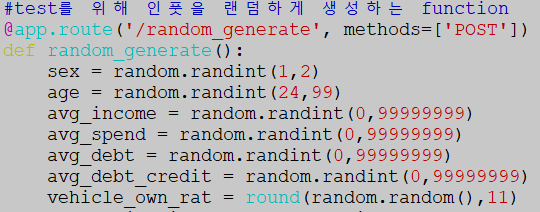 #test를 위해 인풋을 랜덤하게 생성하는 function
@app.route('/random_generate', methods=['POST'])
def random_generate():
    sex = random.randint(1,2)
    age = random.randint(24,99)
    avg_income = random.randint(0,99999999)
    avg_spend = random.randint(0,99999999)
    avg_debt = random.randint(0,99999999)
    avg_debt_credit = random.randint(0,99999999)
    vehicle_own_rat = round(random.random(),11)